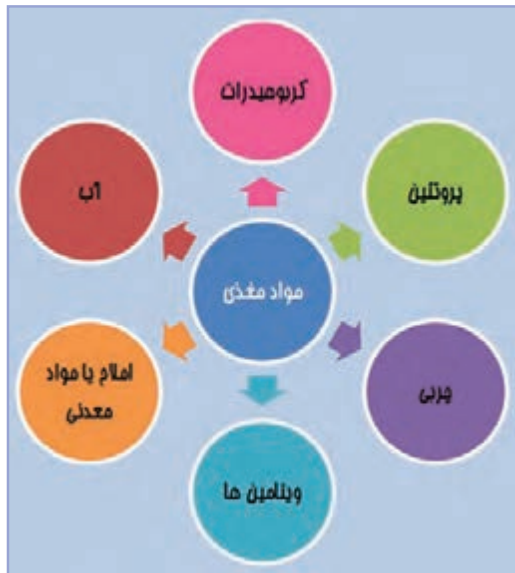 کربوهیدرات
پروتئین
آب
مواد مغذی
چربی
املاح یا مواد
معدنی
ویتامین ها